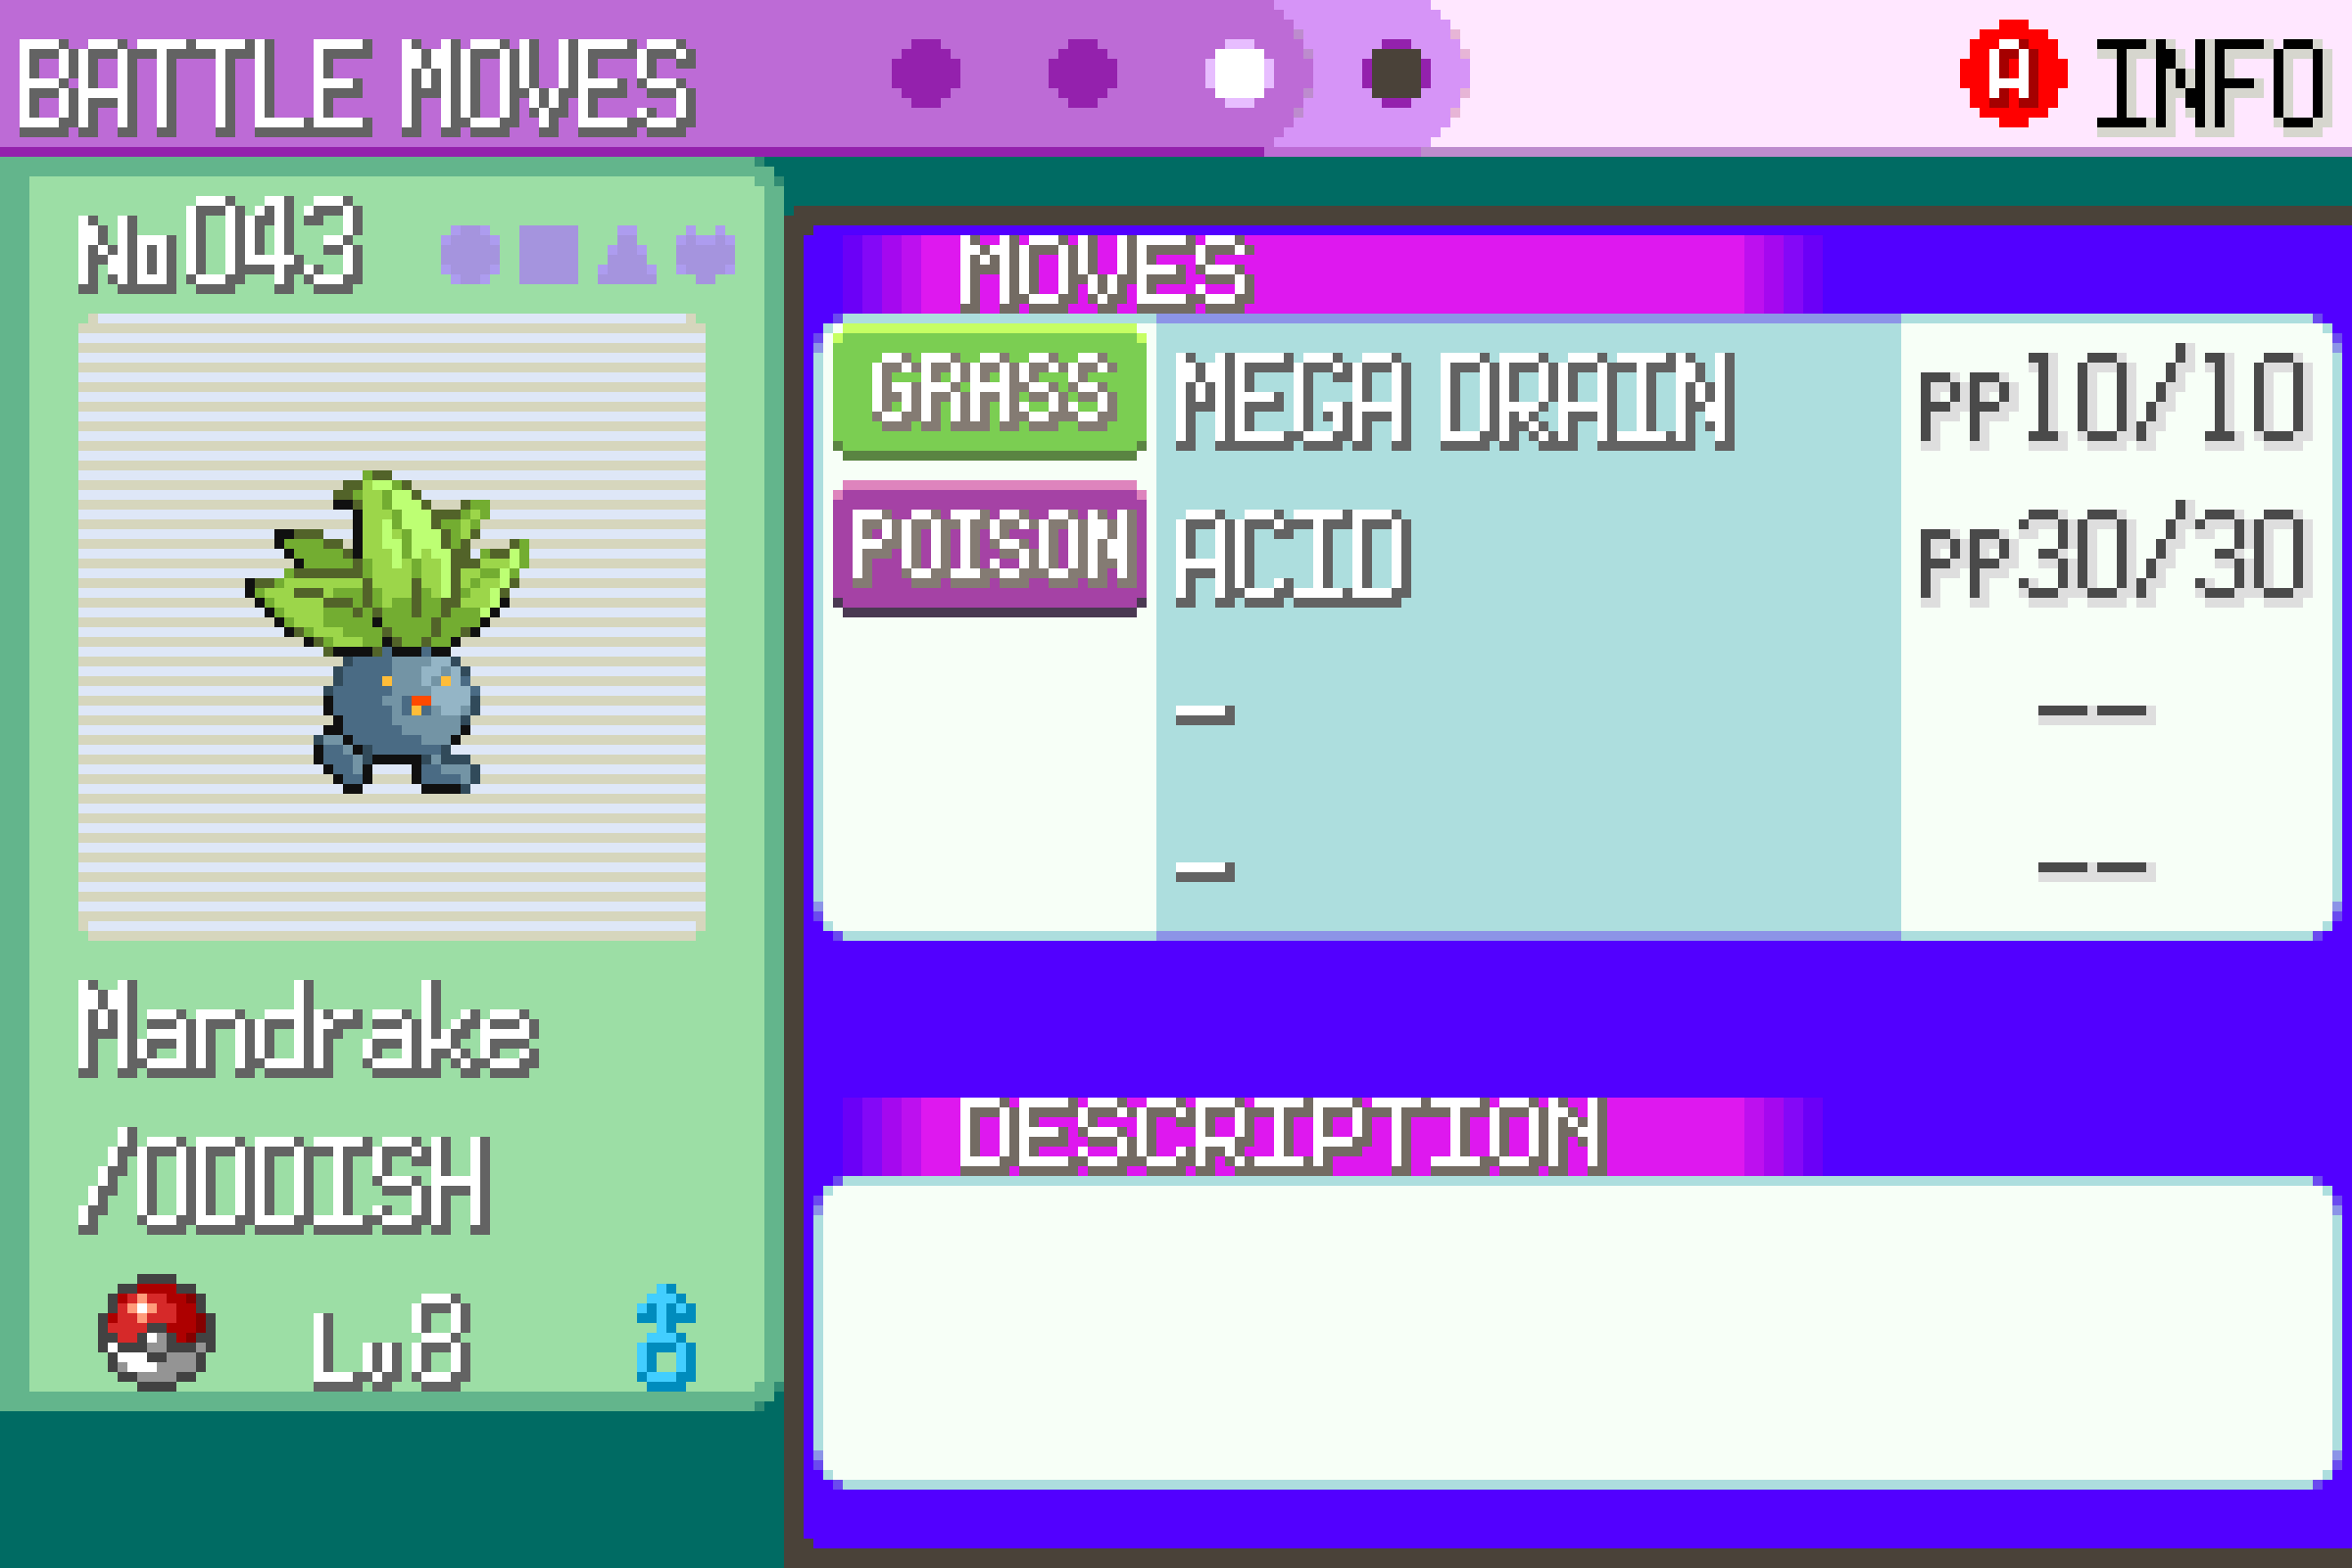 BATTLE MOVES
A INFO
No043
MOVES
GRASS MEGA DRAIN PP10/10
POISON ACID PP30/30
- --
- --
Mandrake
/ODDISH
Lv8 ♂
DESCRIPTION